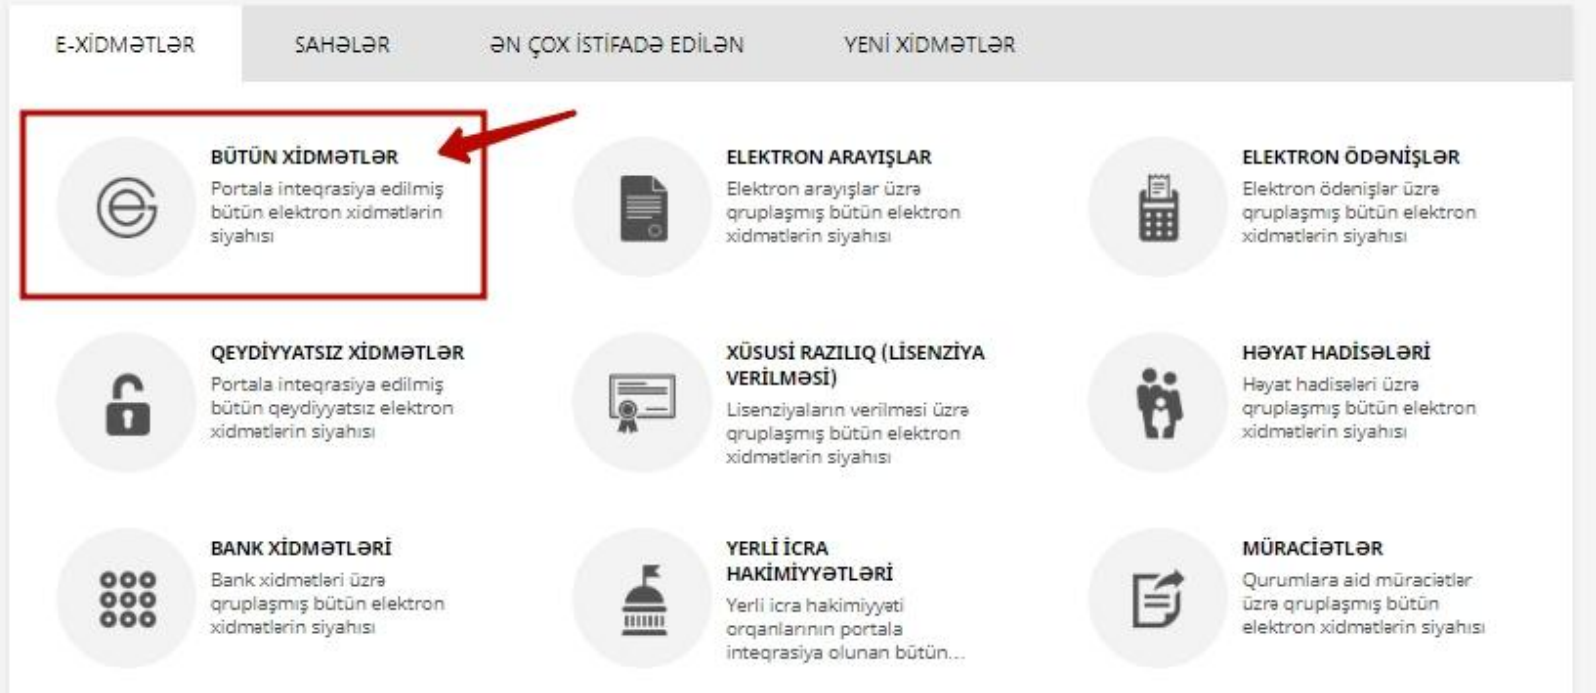 E-XİDMƏTLƏR
SAHƏLƏR
ƏN ÇOX İSTİFADƏ EDİLƏN
YENİ XİDMƏTLƏR
BÜTÜN XİDMƏTLƏR
Portala inteqrasiya edilmiş
bütün elektron xidmətlərin
siyahısı
ELEKTRON ARAYIŞLAR
Elektron arayışlar üzrə
qruplaşmış bütün elektron
xidmətlərin siyahısı
ELEKTRON ÖDƏNİŞLƏR
Elektron ödənişlər üzrə
qruplaşmış bütün elektron
xidmətlərin siyahısı
QEYDİYYATSIZ XİDMƏTLƏR
Portala inteqrasiya edilmiş
bütün qeydiyyatsız elektron
xidmətlərin siyahısı
XÜSUSİ RAZILIQ (LİSENZİYA
VERİLMƏSİ)
Lisenziyaların verilməsi üzrə
qruplaşmış bütün elektron
xidmətlərin siyahısı
HƏYAT HADİSƏLƏRİ
Həyat hadisələri üzrə
qruplaşmış bütün elektron
xidmətlərin siyahısı
BANK XİDMƏTLƏRİ
Bank xidmətləri üzrə
qruplaşmış bütün elektron
xidmətlərin siyahısı
YERLİ İCRA
HAKİMİYYƏTLƏRİ
Yerli icra hakimiyyəti
orqanlarının portala
inteqrasiya olunan bütün...
MÜRACİƏTLƏR
Qurumlara aid müraciətlər
üzrə qruplaşmış bütün
elektron xidmətlərin siyahısı